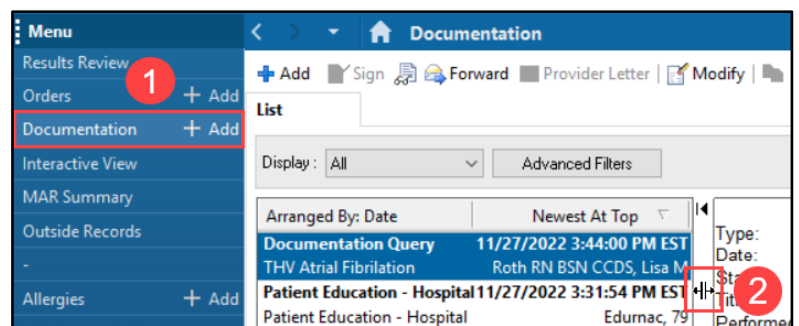 Menu
Results Review
Orders + Add
Documentation + Add
Interactive View
MAR Summary
Outside Records
-
Allergies + Add
1
Documentation
Add Sign Forward Provider Letter | Modify |
List
Display : All Advanced Filters
Arranged By: Date Newest At Top
Documentation Query 11/27/2022 3:44:00 PM EST
THV Atrial Fibrilation Roth RN BSN CCDS, Lisa M
Patient Education - Hospital 11/27/2022 3:31:54 PM EST
Patient Education - Hospital Edurnac, 79
Type:
Date:
2